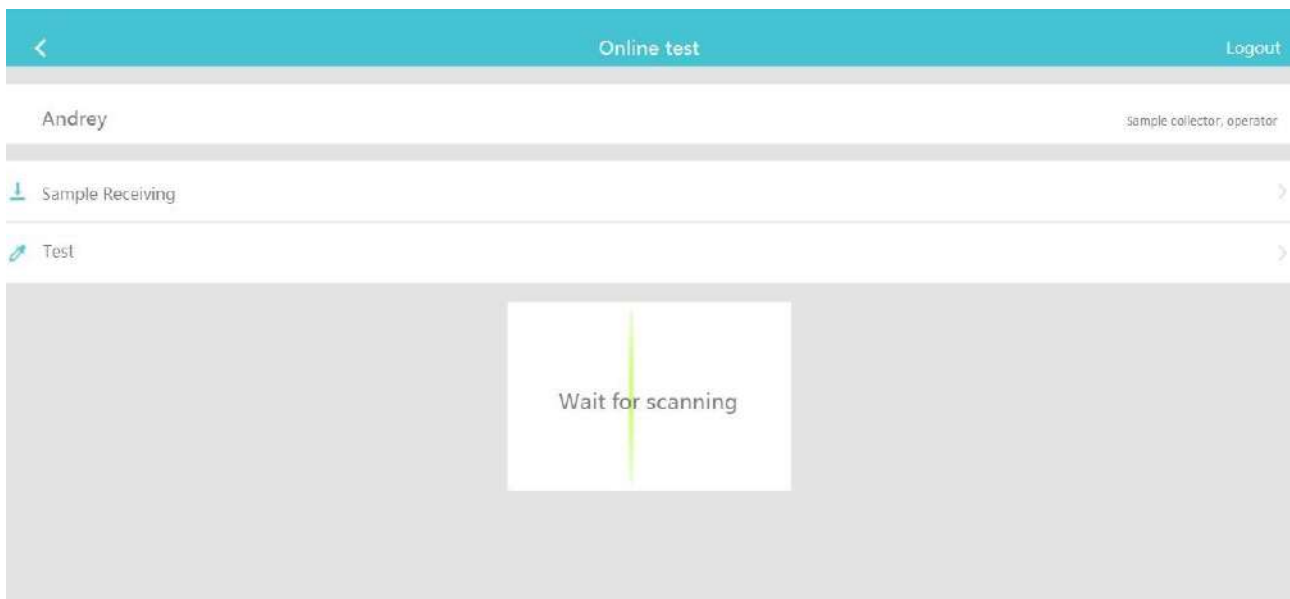 Online test
Logout
Andrey
Sample collector, operator
Sample Receiving
Test
Wait for scanning